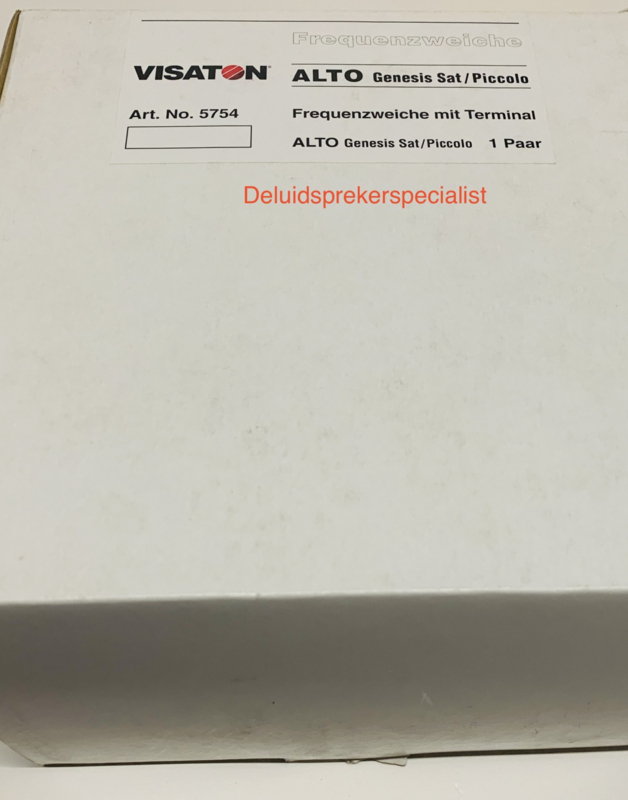 Frequenzweiche
VISATON®
ALTO Genesis Sat/Piccolo
Art. No. 5754
Frequenzweiche mit Terminal
ALTO Genesis Sat/Piccolo 1 Paar
Deluidsprekerspecialist